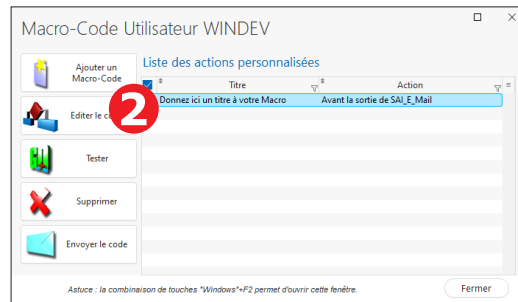 Macro-Code Utilisateur WINDEV
Ajouter un
Macro-Code
Liste des actions personnalisées
Titre
Action
Donnez ici un titre à votre Macro
Avant la sortie de SAI_E_Mail
Editer le
2
Tester
Supprimer
Envoyer le code
Astuce : la combinaison de touches "Windows"+F2 permet d'ouvrir cette fenêtre.
Fermer